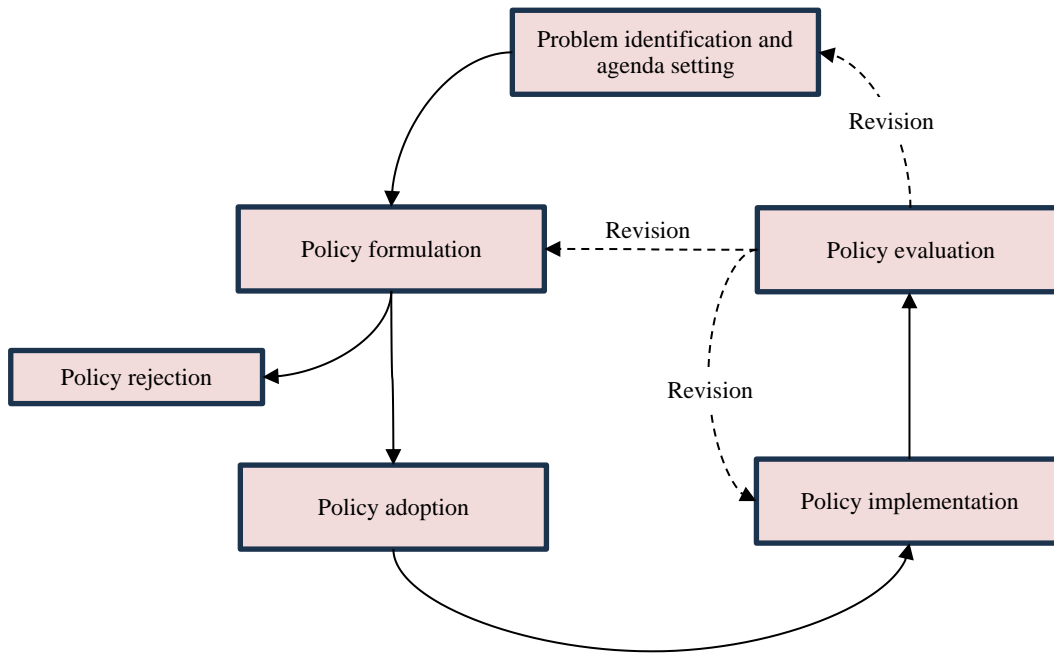 Problem identification and
agenda setting
Revision
Revision
Policy formulation
Policy evaluation
Policy rejection
Revision
Policy adoption
Policy implementation